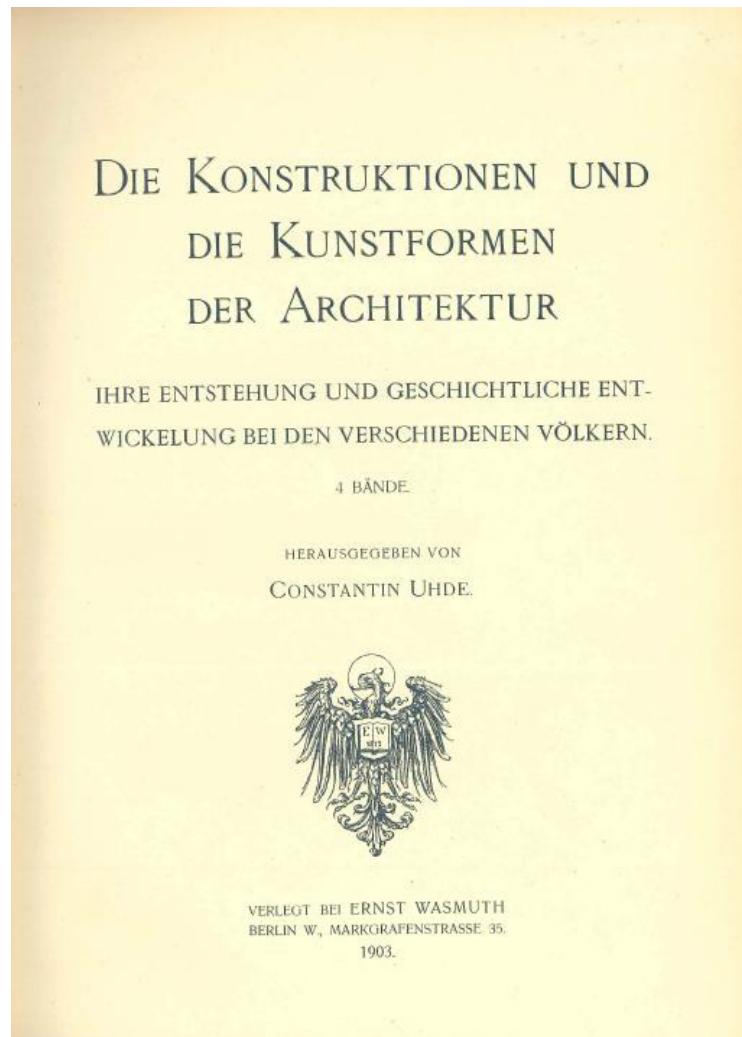 DIE KONSTRUKTIONEN UND
DIE KUNSTFORMEN
DER ARCHITEKTUR
IHRE ENTSTEHUNG UND GESCHICHTLICHE ENT-
WICKELUNG BEI DEN VERSCHIEDENEN VÖLKERN.
4 BÄNDE.
HERAUSGEGEBEN VON
CONSTANTIN UHDE.
E W
1872
VERLEGT BEI ERNST WASMUTH
BERLIN W., MARKGRAFENSTRASSE 35.
1903.